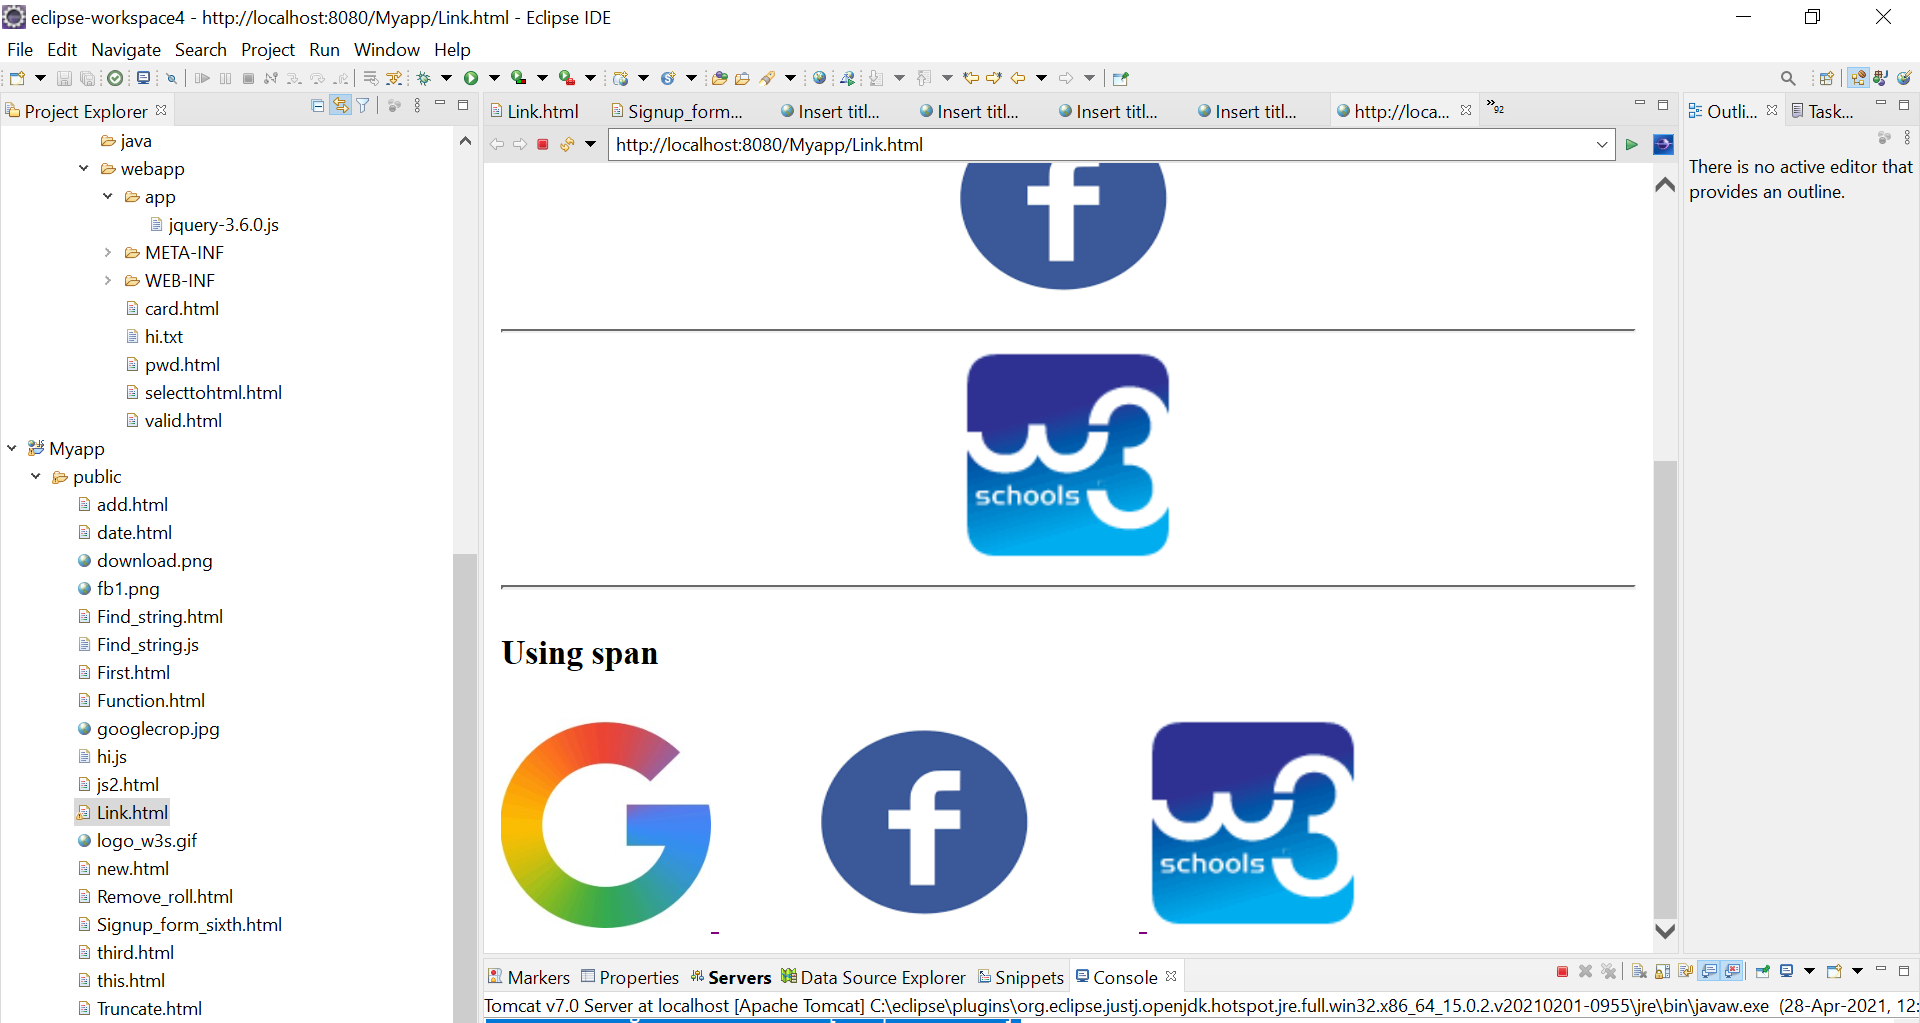 eclipse-workspace4 - http://localhost:8080/Myapp/Link.html - Eclipse IDE
File Edit Navigate Search Project Run Window Help
Project Explorer
java
webapp
app
jquery-3.6.0.js
META-INF
WEB-INF
card.html
hi.txt
pwd.html
selecttohtml.html
valid.html
Myapp
public
add.html
date.html
download.png
fb1.png
Find_string.html
Find_string.js
First.html
Function.html
googlecrop.jpg
hi.js
js2.html
Link.html
logo_w3s.gif
new.html
Remove_roll.html
Signup_form_sixth.html
third.html
this.html
Truncate.html
Link.html Signup_form... Insert titl... Insert titl... Insert titl... Insert titl... http://loca... »92
http://localhost:8080/Myapp/Link.html
f
w3
schools
Using span
G f w3
schools
Outli... Task...
There is no active editor that
provides an outline.
Markers Properties Servers Data Source Explorer Snippets Console
Tomcat v7.0 Server at localhost [Apache Tomcat] C:\eclipse\plugins\org.eclipse.justj.openjdk.hotspot.jre.full.win32.x86_64_15.0.2.v20210201-0955\jre\bin\javaw.exe (28-Apr-2021, 12: